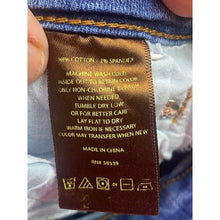 98% COTTON / 2% SPANDEX
MACHINE WASH COLD
INSIDE OUT TO RETAIN COLOR
ONLY NON-CHLORINE BLEACH
WHEN NEEDED
TUMBLE DRY LOW
OR FOR BETTER CARE
LAY FLAT TO DRY
WARM IRON IF NECESSARY
COLOR MAY TRANSFER WHEN NEW
MADE IN CHINA
RN# 58539